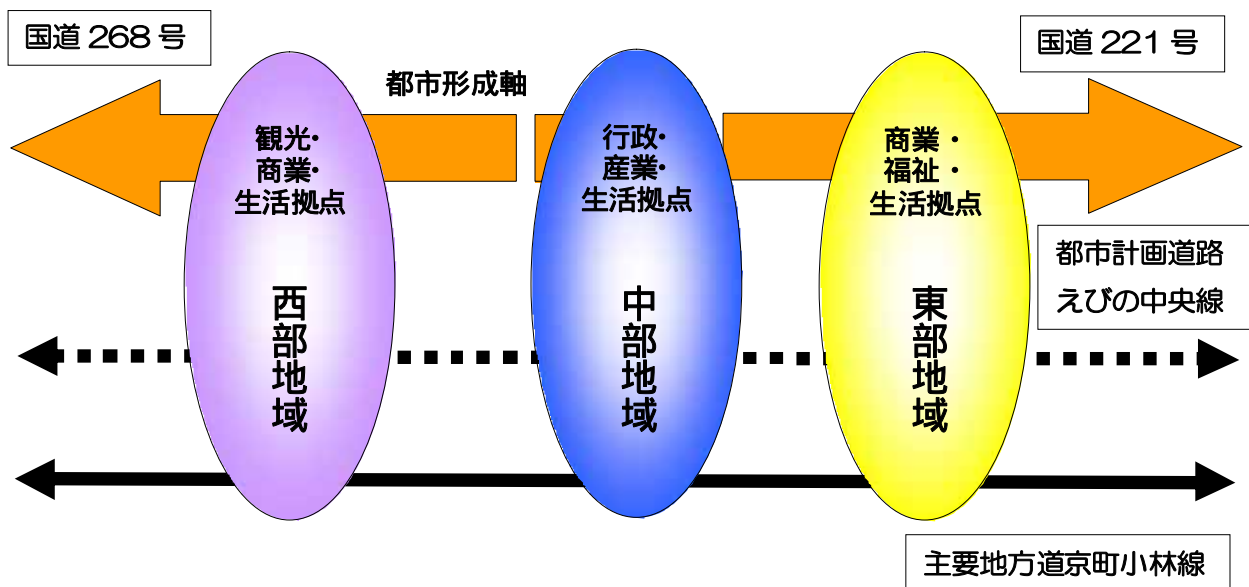 国道 268 号
国道 221 号
都市形成軸
観光・
商業・
生活拠点
西部地域
行政・
産業・
生活拠点
中部地域
商業・
福祉・
生活拠点
東部地域
都市計画道路
えびの中央線
主要地方道京町小林線